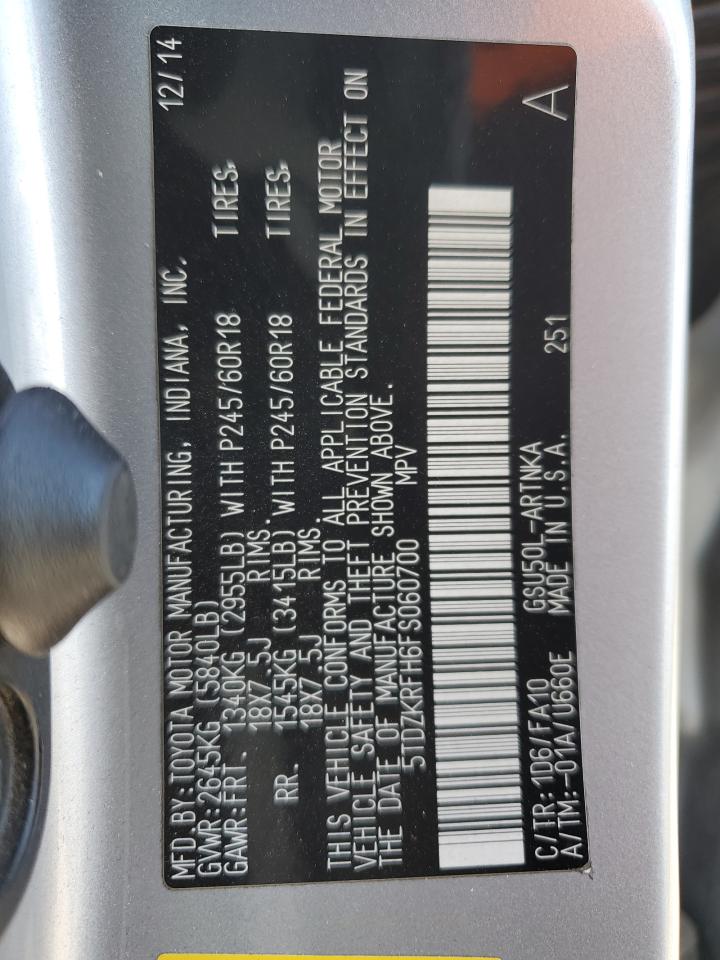 MFD.BY:TOYOTA MOTOR MANUFACTURING, INDIANA, INC. 12/14
GVWR:2645KG (5840LB)
GAWR:FRT. 1340KG (2955LB) WITH P245/60R18 TIRES,
18X7.5J RIMS.
RR. 1545KG (3415LB) WITH P245/60R18 TIRES,
18X7.5J RIMS.
THIS VEHICLE CONFORMS TO ALL APPLICABLE FEDERAL MOTOR
VEHICLE SAFETY AND THEFT PREVENTION STANDARDS IN EFFECT ON
THE DATE OF MANUFACTURE SHOWN ABOVE.
5TDZKRFH6FS060700 MPV
A
C/TR:1D6/FA10 GSU50L-ARTNKA
A/TM:-01A/U660E MADE IN U.S.A. 251